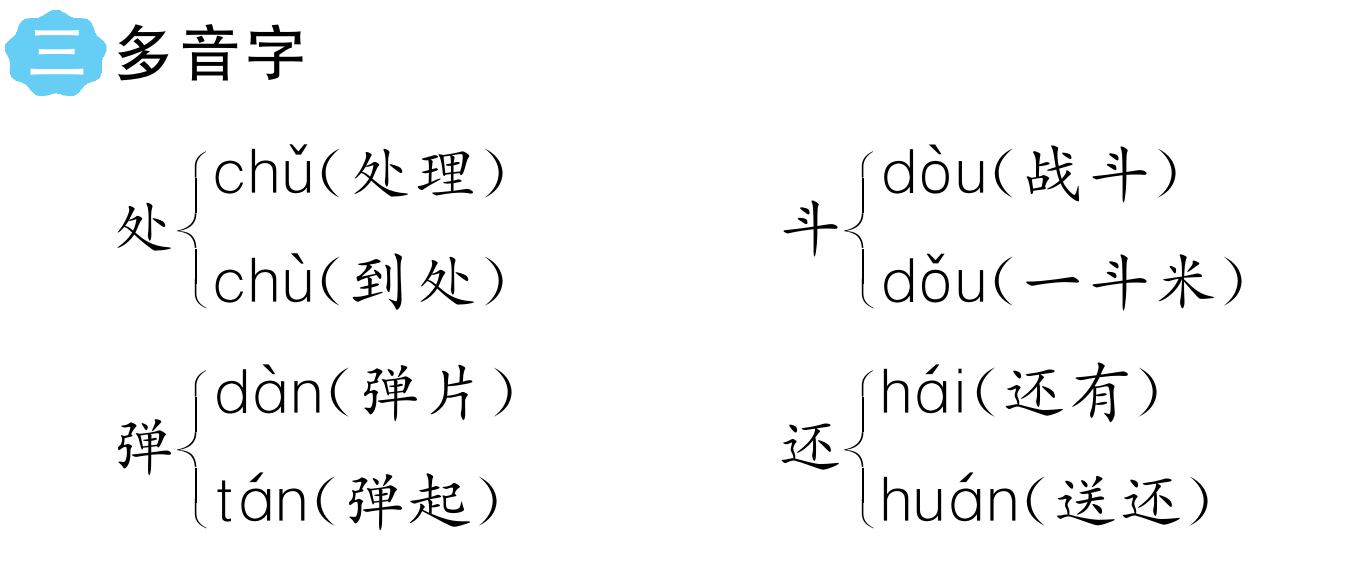 三 多音字
处 chǔ(处理)
chù(到处)
斗 dòu(战斗)
dǒu(一斗米)
弹 dàn(弹片)
tán(弹起)
还 hái(还有)
huán(送还)